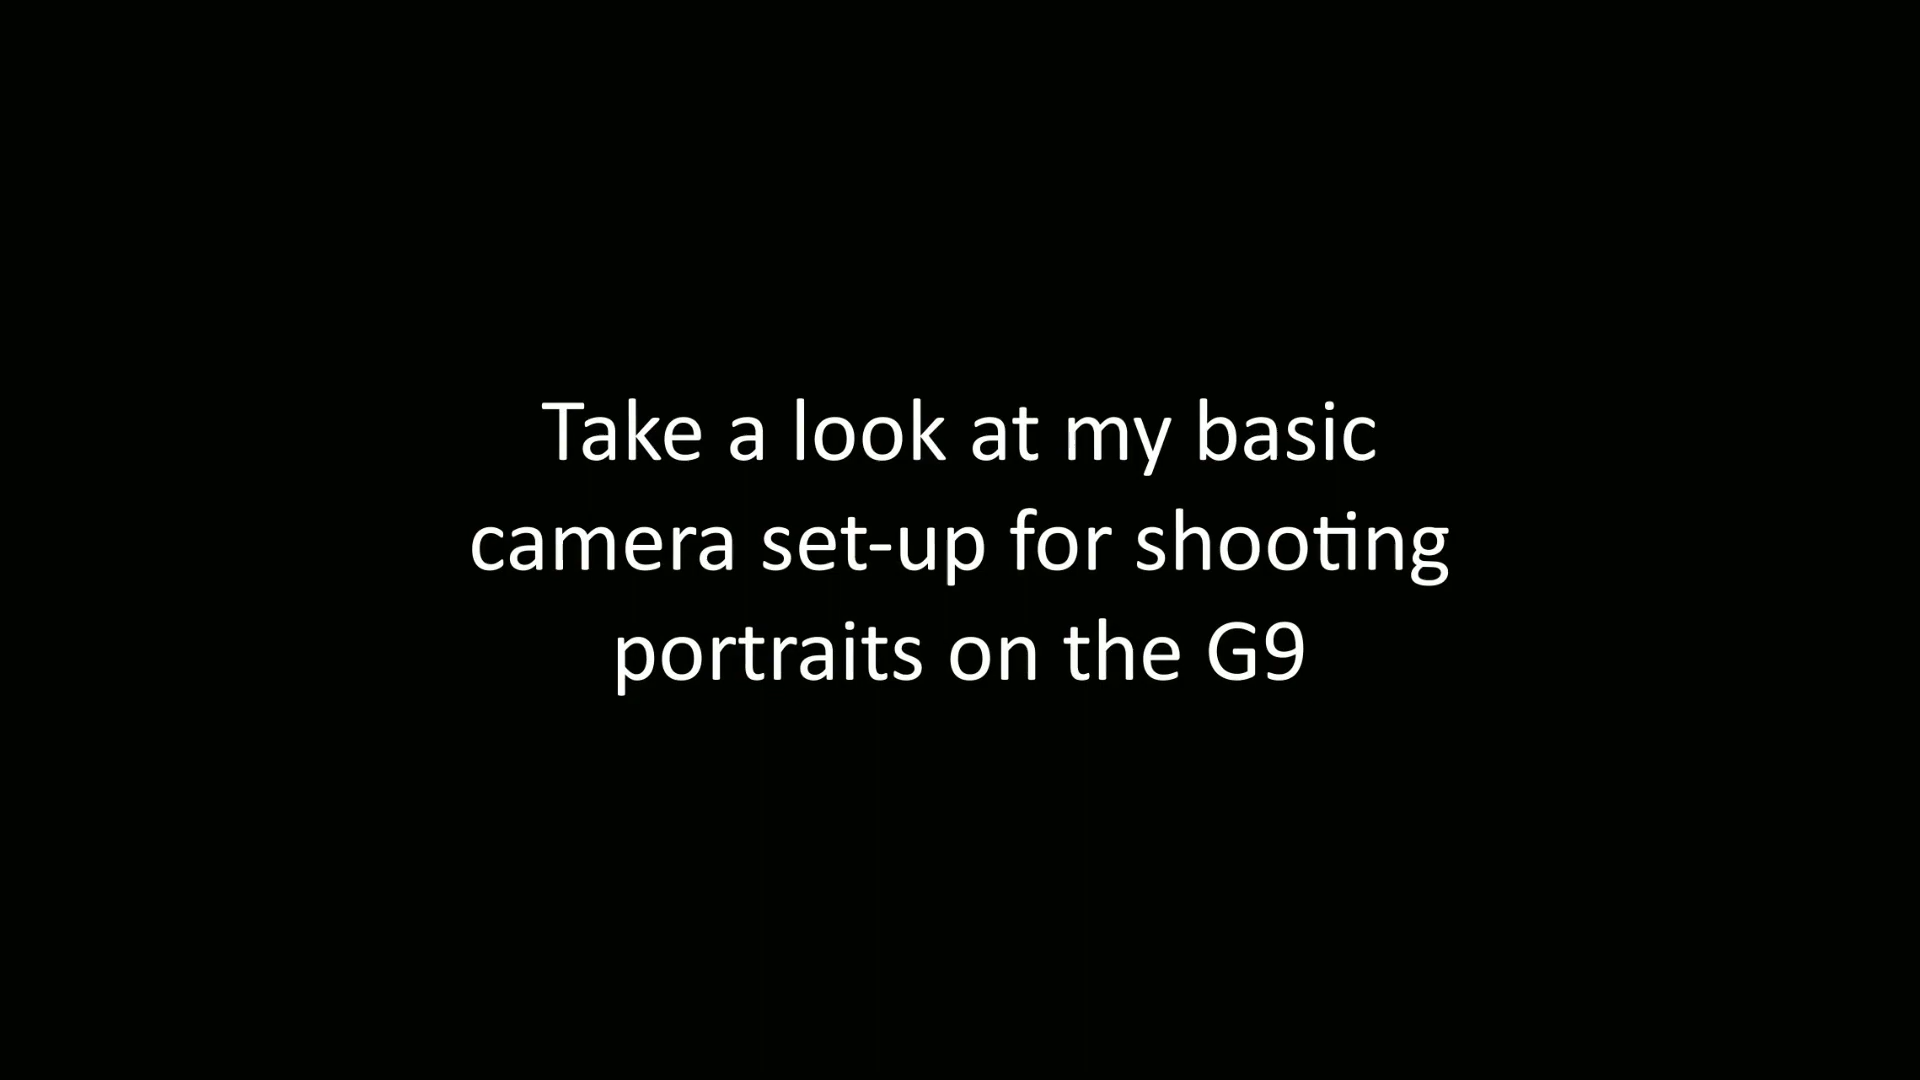 Take a look at my basic
camera set-up for shooting
portraits on the G9